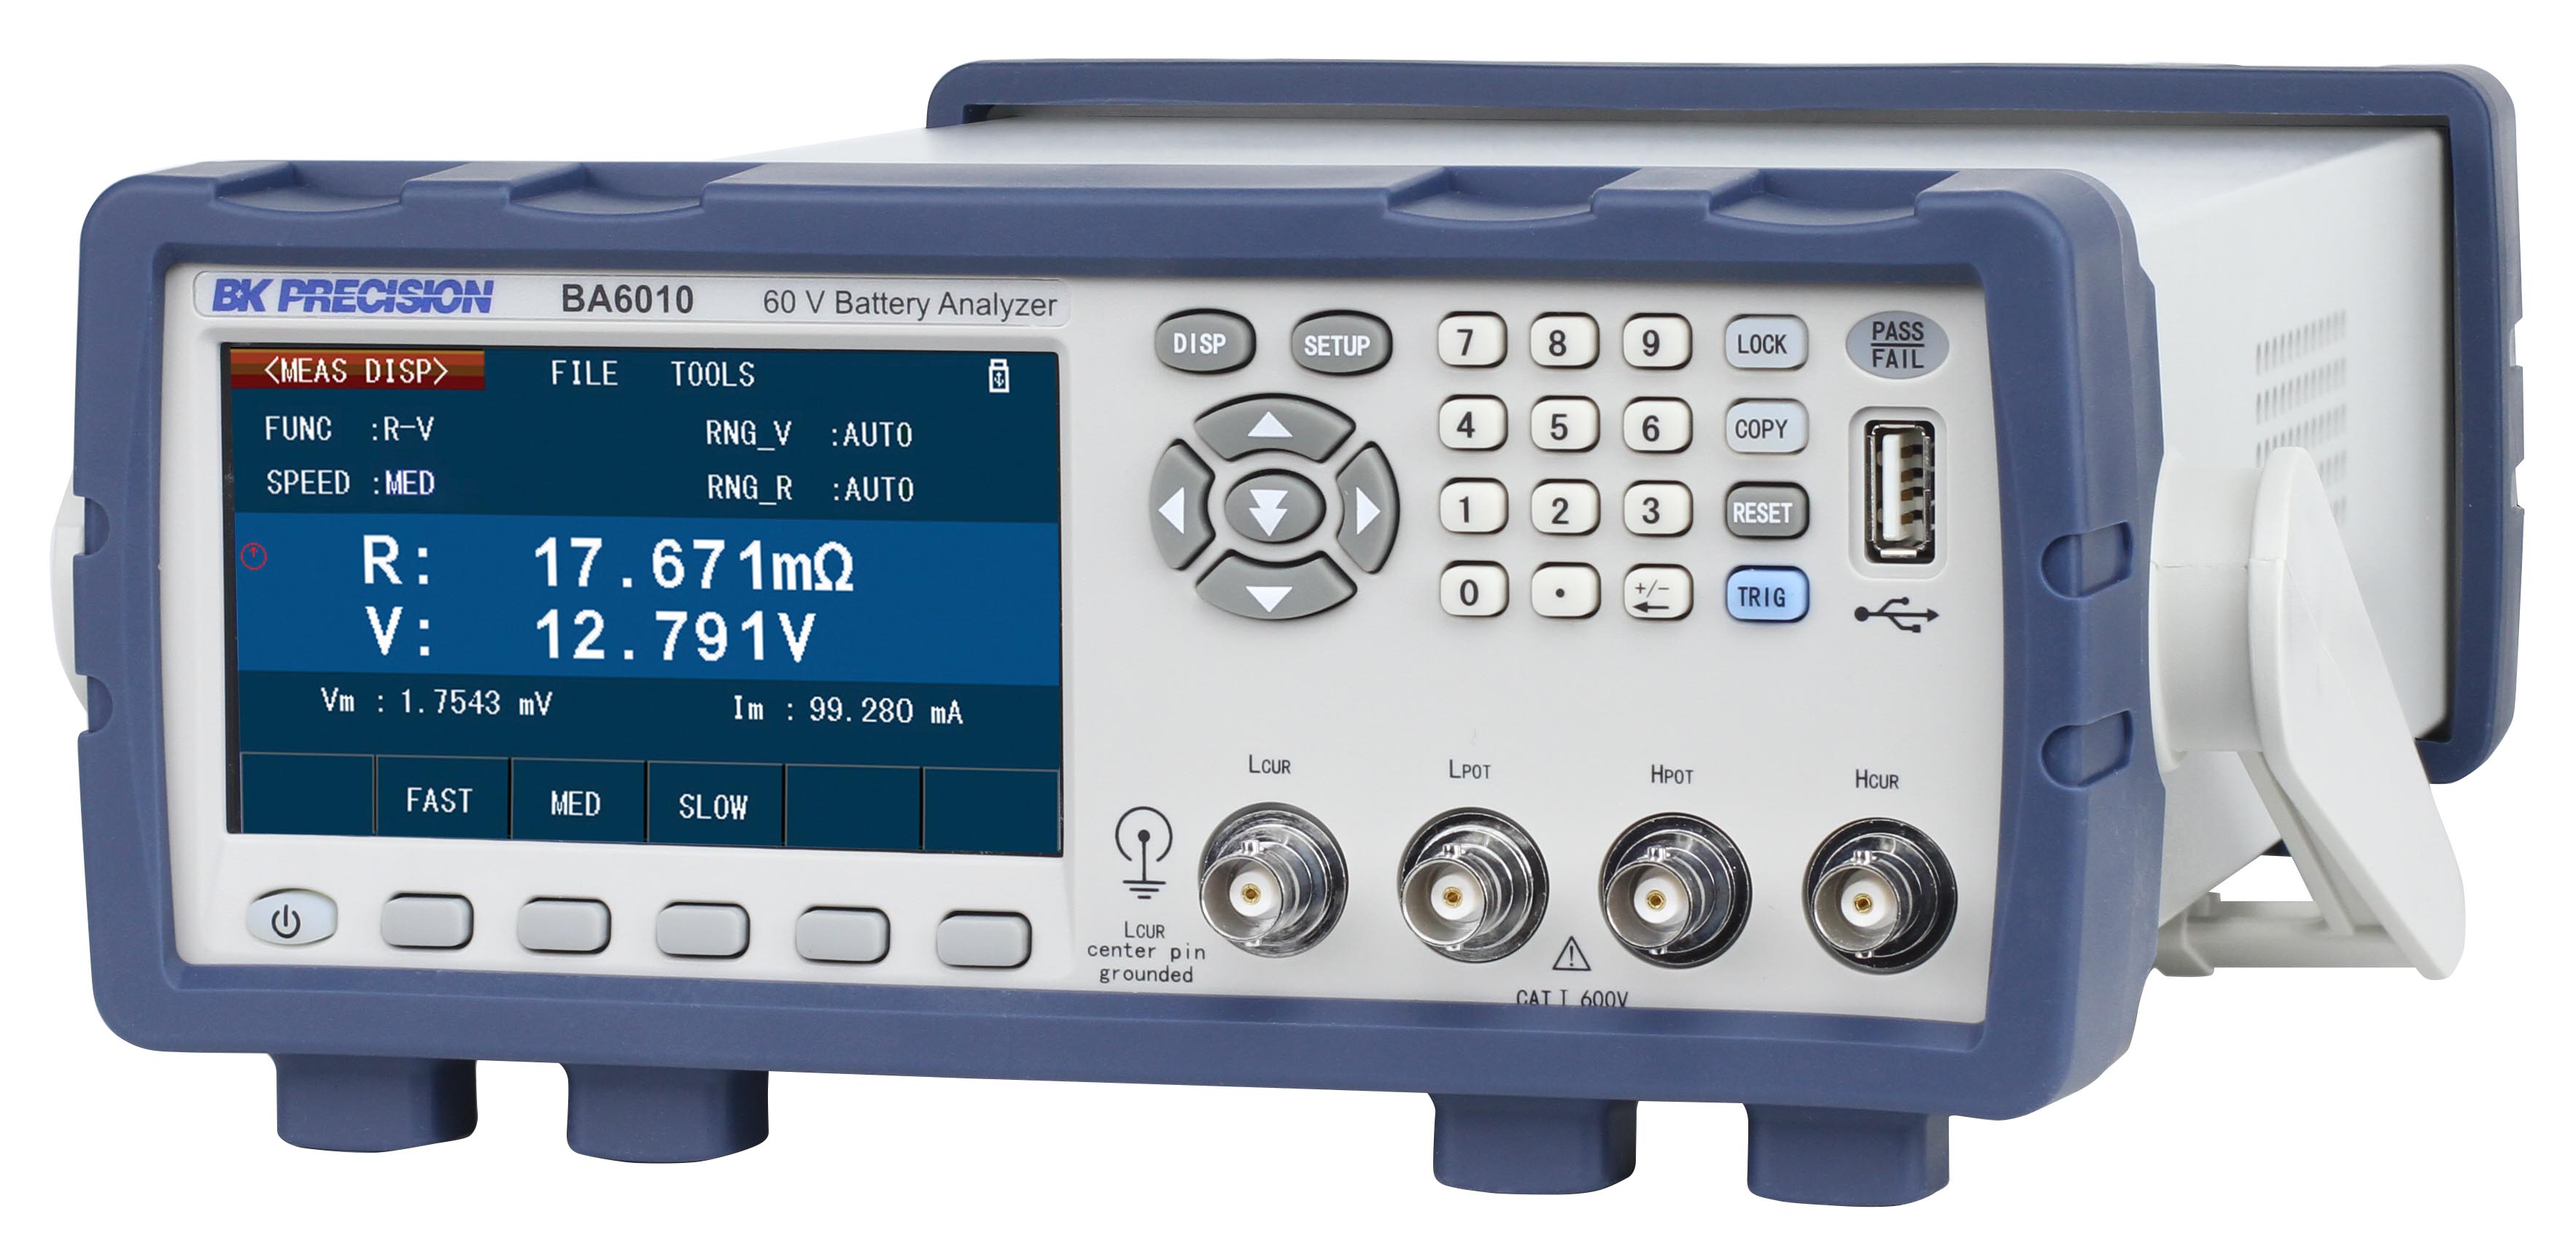 BK PRECISION BA6010 60 V Battery Analyzer
<MEAS DISP> FILE TOOLS
FUNC :R-V RNG_V :AUTO
SPEED :MED RNG_R :AUTO
R: 17.671mΩ
V: 12.791V
Vm : 1.7543 mV Im : 99.280 mA
FAST MED SLOW
DISP SETUP
7 8 9 LOCK
4 5 6 COPY
1 2 3 RESET
0 . +/- TRIG
PASS
FAIL
LCUR LPOT HPOT HCUR
LCUR
center pin
grounded
CAT I 600V